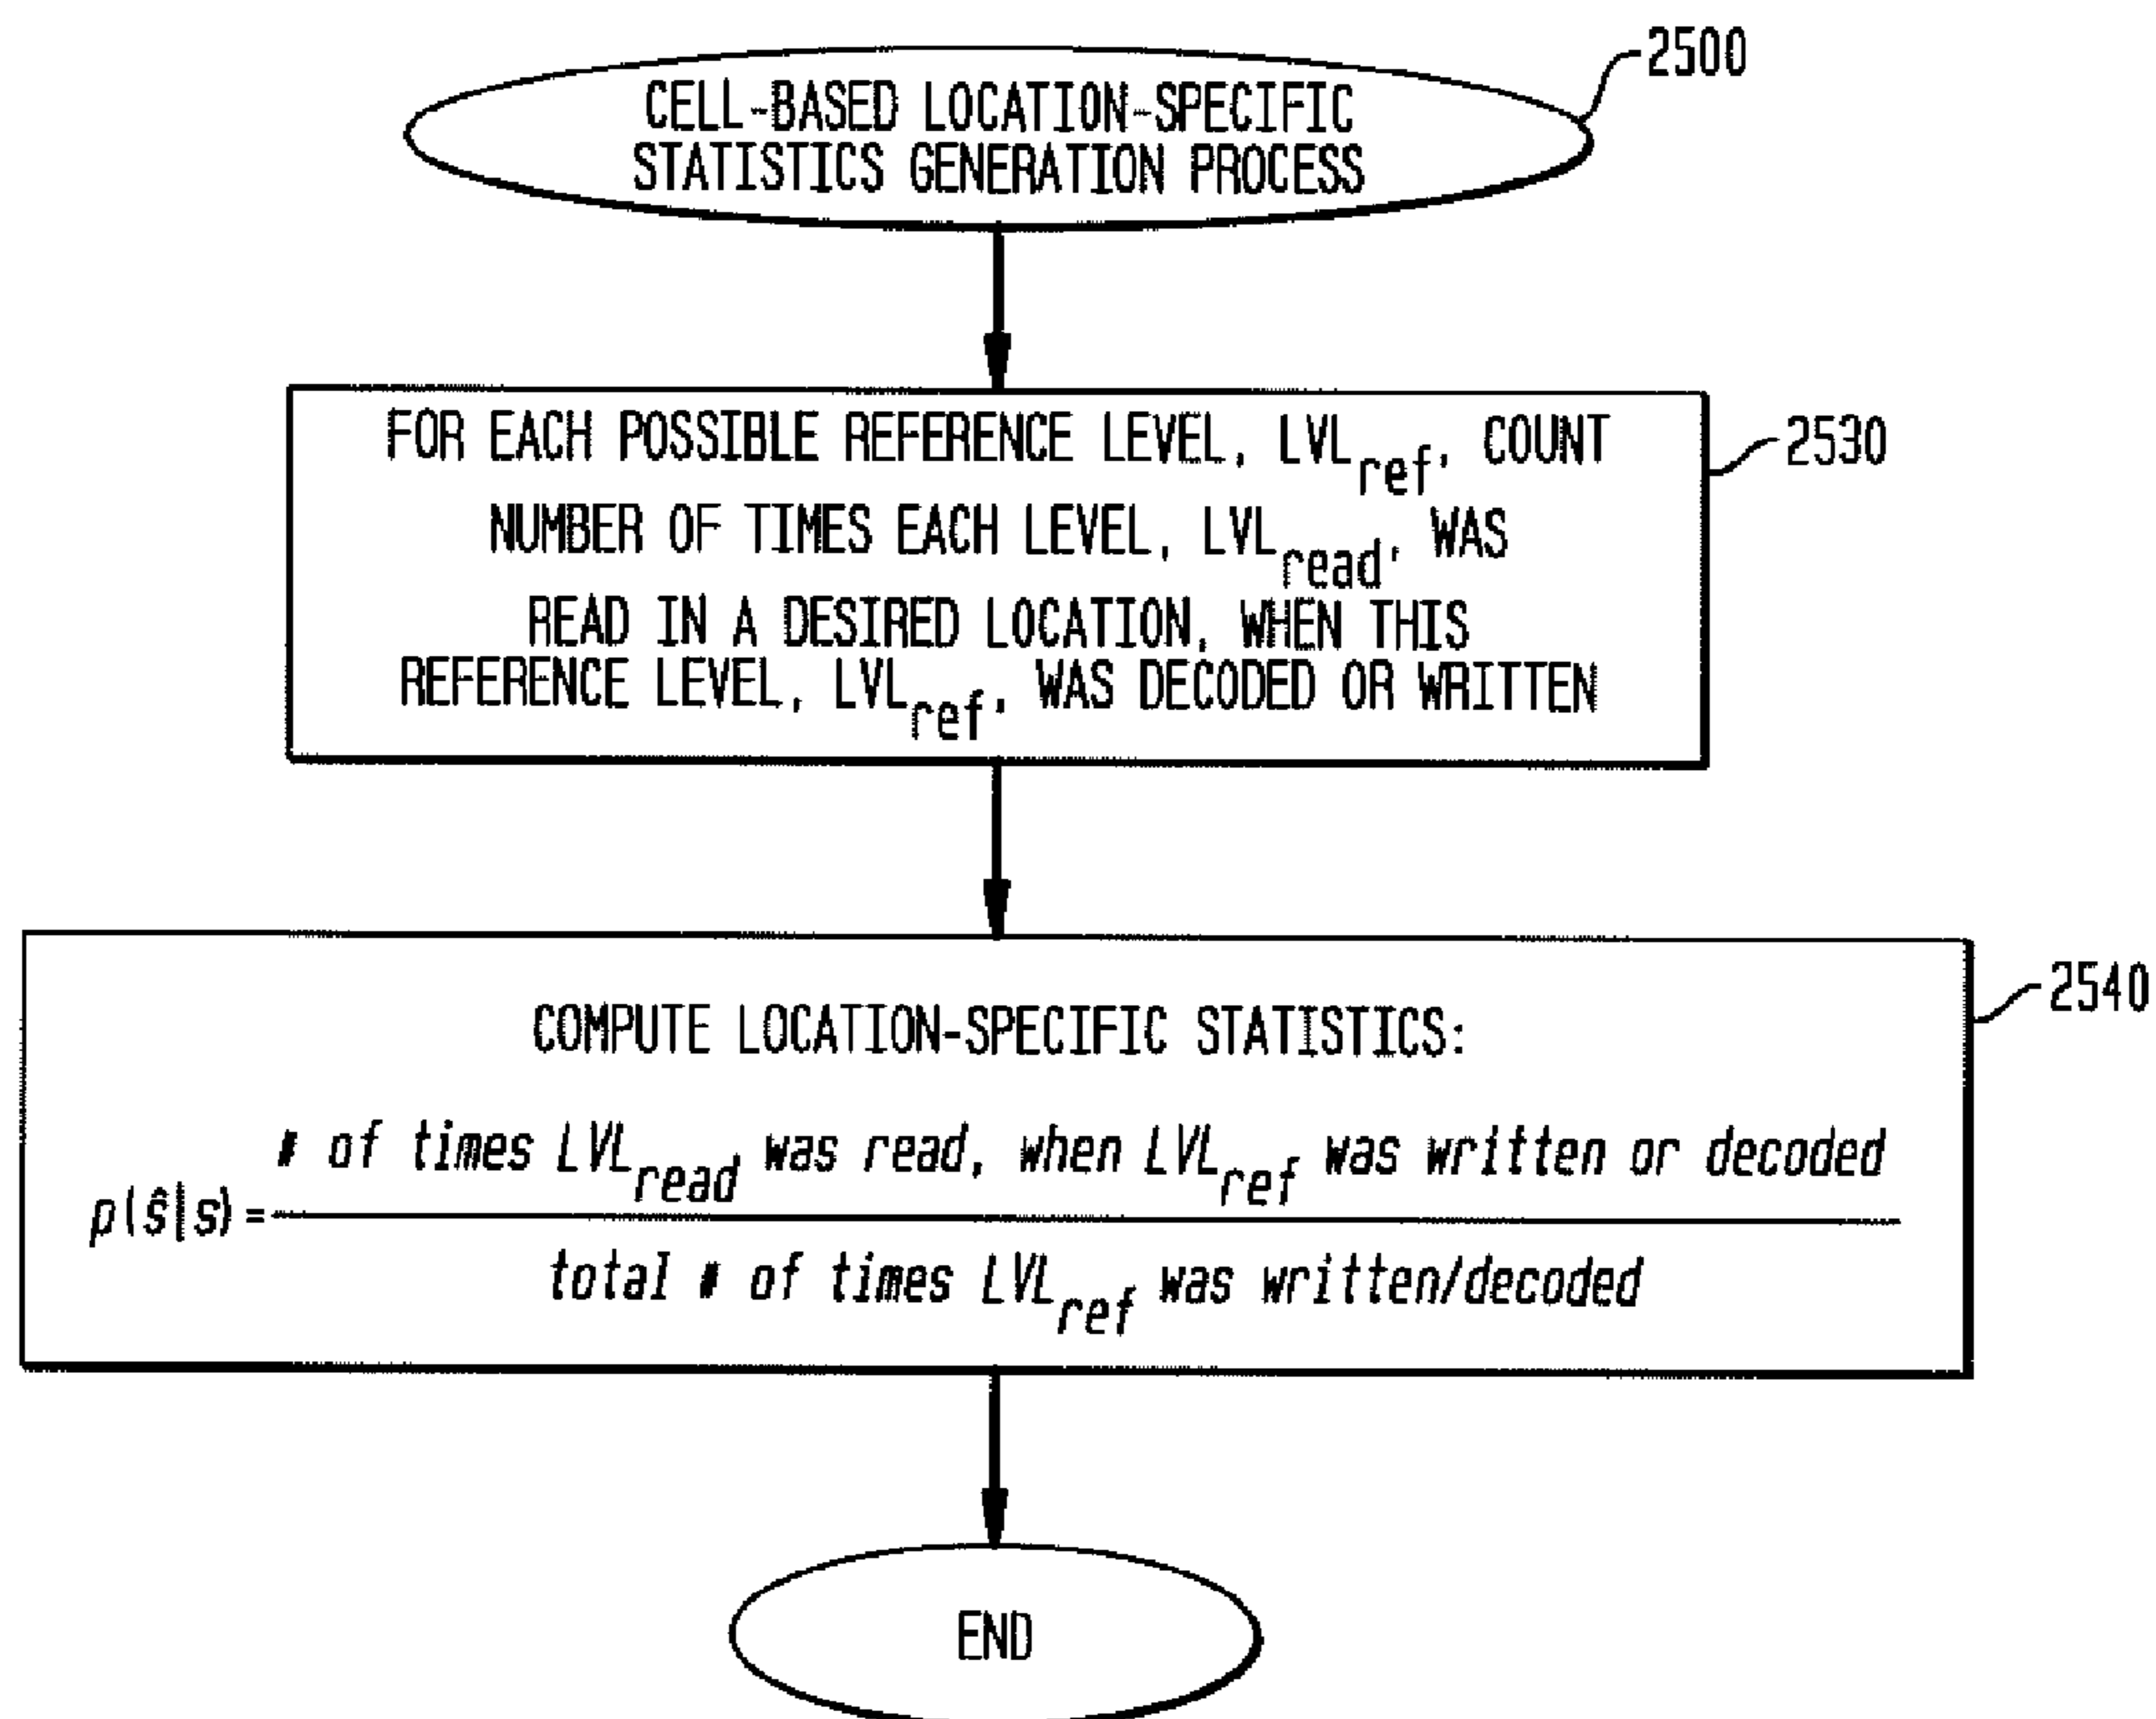 2500
CELL-BASED LOCATION-SPECIFIC
STATISTICS GENERATION PROCESS
FOR EACH POSSIBLE REFERENCE LEVEL, LVLref, COUNT
2530
NUMBER OF TIMES EACH LEVEL, LVLread, WAS
READ IN A DESIRED LOCATION, WHEN THIS
REFERENCE LEVEL, LVLref, WAS DECODED OR WRITTEN
2540
COMPUTE LOCATION-SPECIFIC STATISTICS:
# of times LVLread was read, when LVLref was written or decoded
p(ŝ|s)=
total # of times LVLref was written/decoded
END